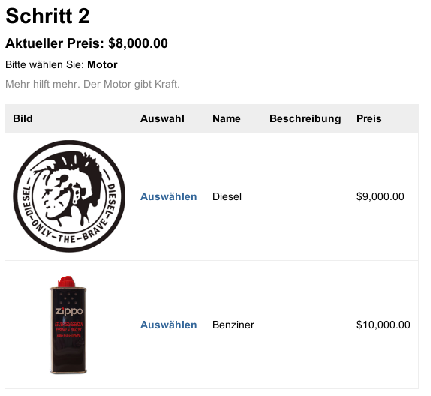 Schritt 2
Aktueller Preis: $8,000.00
Bitte wählen Sie: Motor
Mehr hilft mehr. Der Motor gibt Kraft.
Bild Auswahl Name Beschreibung Preis
DIESEL ONLY-THE-BRAVE DIESEL
Auswählen Diesel $9,000.00
zippo
Auswählen Benziner $10,000.00